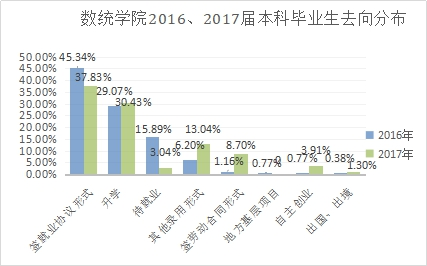 数统学院2016、2017届本科毕业生去向分布
50.00%
45.00%
40.00%
35.00%
30.00%
25.00%
20.00%
15.00%
10.00%
5.00%
0.00%
45.34%
37.83%
29.07%
30.43%
15.89%
3.04%
6.20%
13.04%
1.16%
8.70%
0.77%
0
0.77%
3.91%
0.38%
1.30%
签就业协议形式
升学
待就业
其他录用形式
签劳动合同形式
地方基层项目
自主创业
出国、出境
2016年
2017年